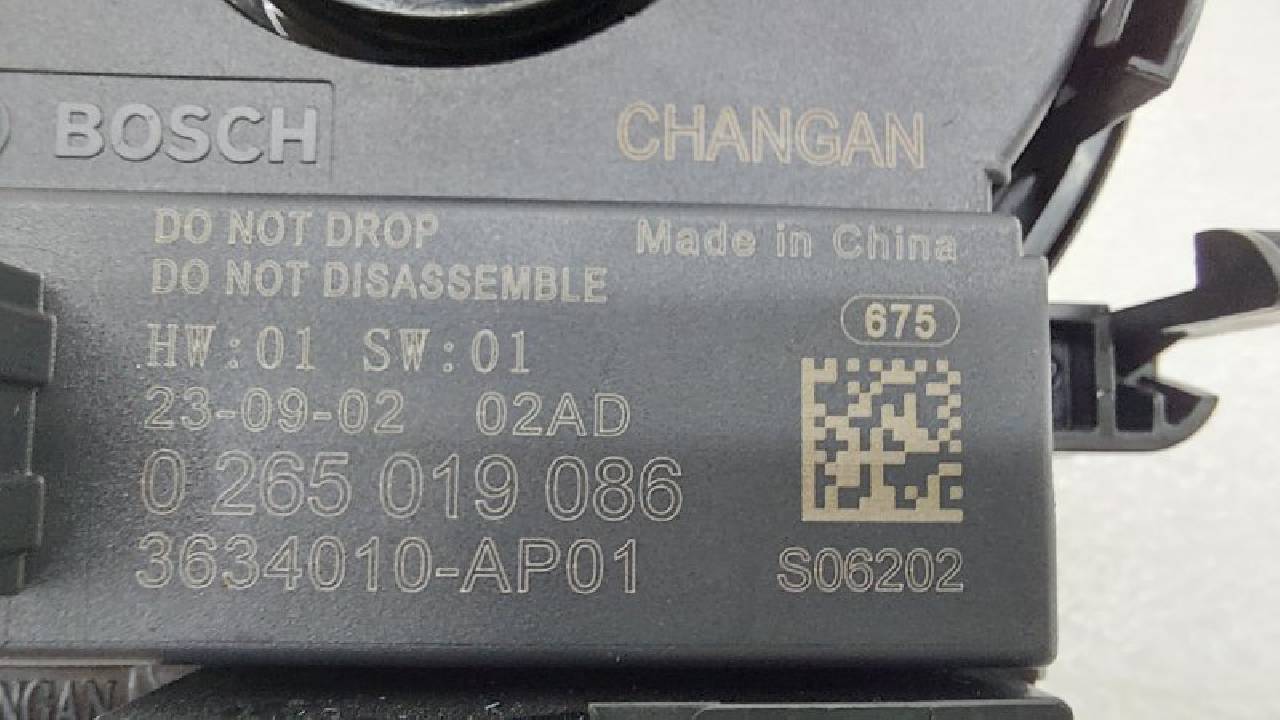 BOSCH
CHANGAN
DO NOT DROP
Made in China
DO NOT DISASSEMBLE
675
HW:01 SW:01
23-09-02 02AD
0 265 019 086
3634010-AP01
S06202
NGAN